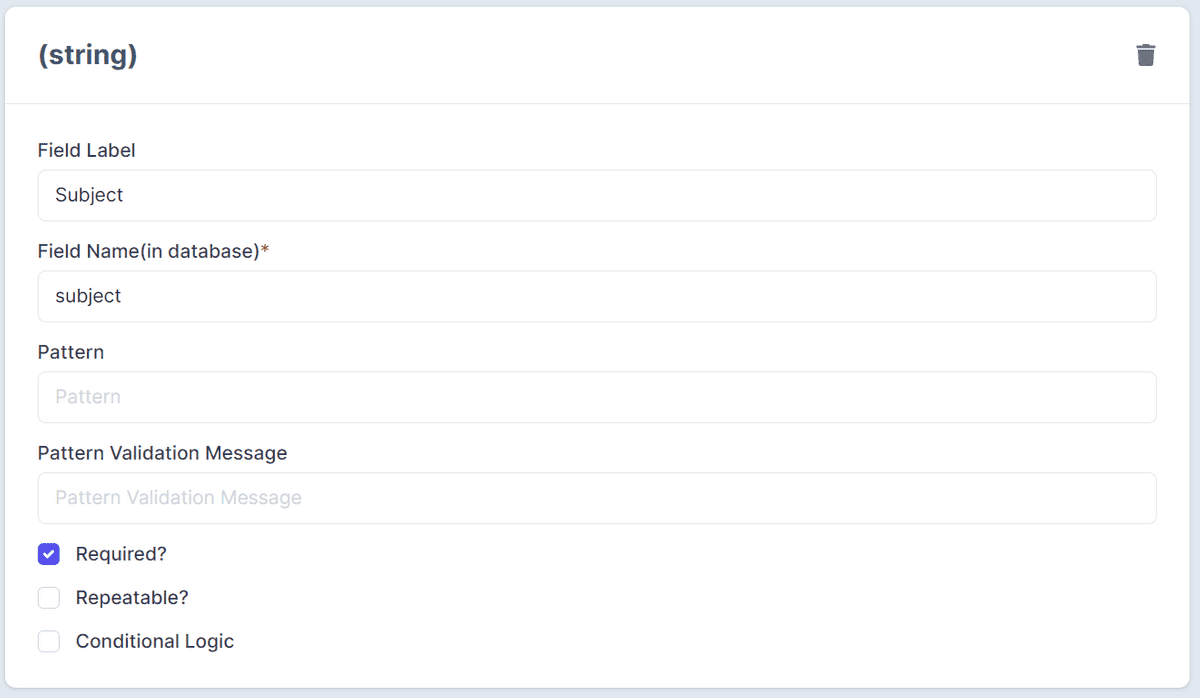 (string)
Field Label
Subject
Field Name(in database)*
subject
Pattern
Pattern
Pattern Validation Message
Pattern Validation Message
Required?
Repeatable?
Conditional Logic